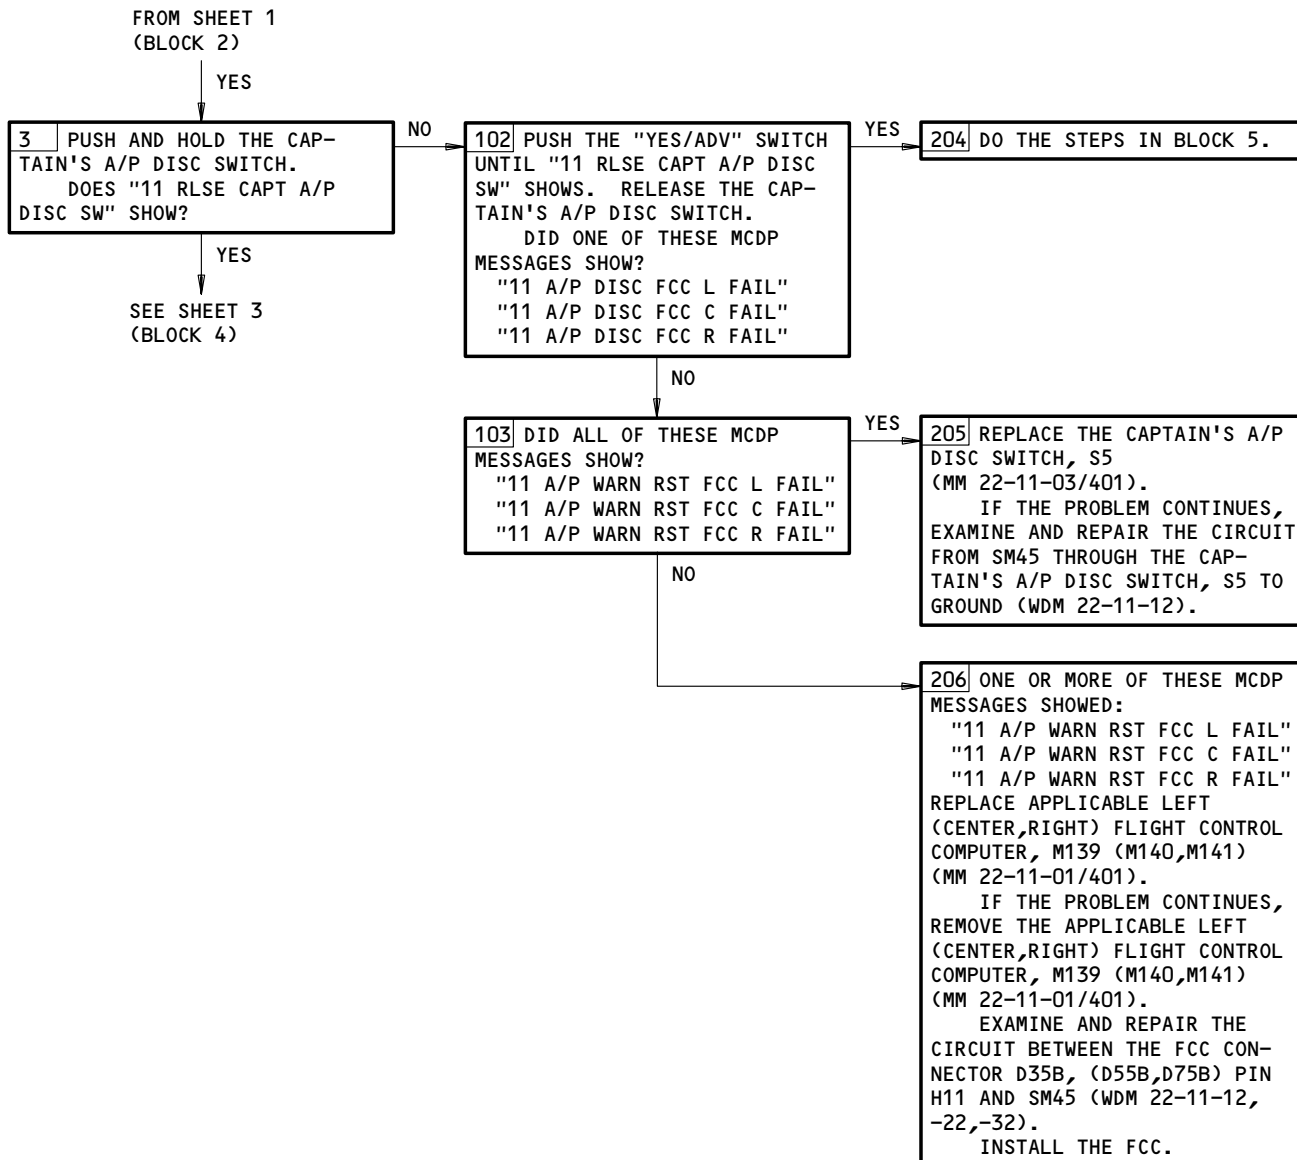 FROM SHEET 1
(BLOCK 2)
YES
3 PUSH AND HOLD THE CAP-
TAIN'S A/P DISC SWITCH.
DOES "11 RLSE CAPT A/P
DISC SW" SHOW?
NO
YES
SEE SHEET 3
(BLOCK 4)
102 PUSH THE "YES/ADV" SWITCH
UNTIL "11 RLSE CAPT A/P DISC
SW" SHOWS. RELEASE THE CAP-
TAIN'S A/P DISC SWITCH.
DID ONE OF THESE MCDP
MESSAGES SHOW?
"11 A/P DISC FCC L FAIL"
"11 A/P DISC FCC C FAIL"
"11 A/P DISC FCC R FAIL"
YES
204 DO THE STEPS IN BLOCK 5.
NO
103 DID ALL OF THESE MCDP
MESSAGES SHOW?
"11 A/P WARN RST FCC L FAIL"
"11 A/P WARN RST FCC C FAIL"
"11 A/P WARN RST FCC R FAIL"
YES
205 REPLACE THE CAPTAIN'S A/P
DISC SWITCH, S5
(MM 22-11-03/401).
IF THE PROBLEM CONTINUES,
EXAMINE AND REPAIR THE CIRCUIT
FROM SM45 THROUGH THE CAP-
TAIN'S A/P DISC SWITCH, S5 TO
GROUND (WDM 22-11-12).
NO
206 ONE OR MORE OF THESE MCDP
MESSAGES SHOWED:
"11 A/P WARN RST FCC L FAIL"
"11 A/P WARN RST FCC C FAIL"
"11 A/P WARN RST FCC R FAIL"
REPLACE APPLICABLE LEFT
(CENTER,RIGHT) FLIGHT CONTROL
COMPUTER, M139 (M140,M141)
(MM 22-11-01/401).
IF THE PROBLEM CONTINUES,
REMOVE THE APPLICABLE LEFT
(CENTER,RIGHT) FLIGHT CONTROL
COMPUTER, M139 (M140,M141)
(MM 22-11-01/401).
EXAMINE AND REPAIR THE
CIRCUIT BETWEEN THE FCC CON-
NECTOR D35B, (D55B,D75B) PIN
H11 AND SM45 (WDM 22-11-12,
-22,-32).
INSTALL THE FCC.